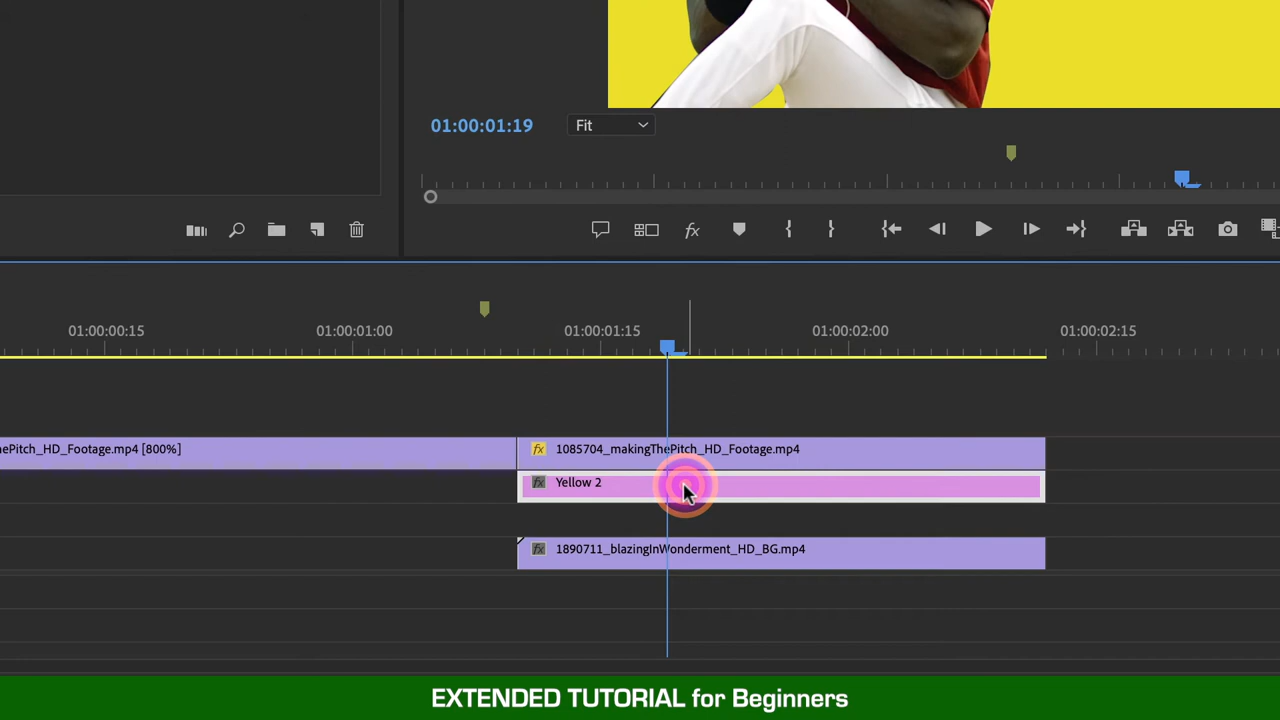 01:00:01:19
Fit
01:00:00:15
01:00:01:00
01:00:01:15
01:00:02:00
01:00:02:15
ePitch_HD_Footage.mp4 [800%]
fx 1085704_makingThePitch_HD_Footage.mp4
fx Yellow 2
fx 1890711_blazingInWonderment_HD_BG.mp4
EXTENDED TUTORIAL for Beginners